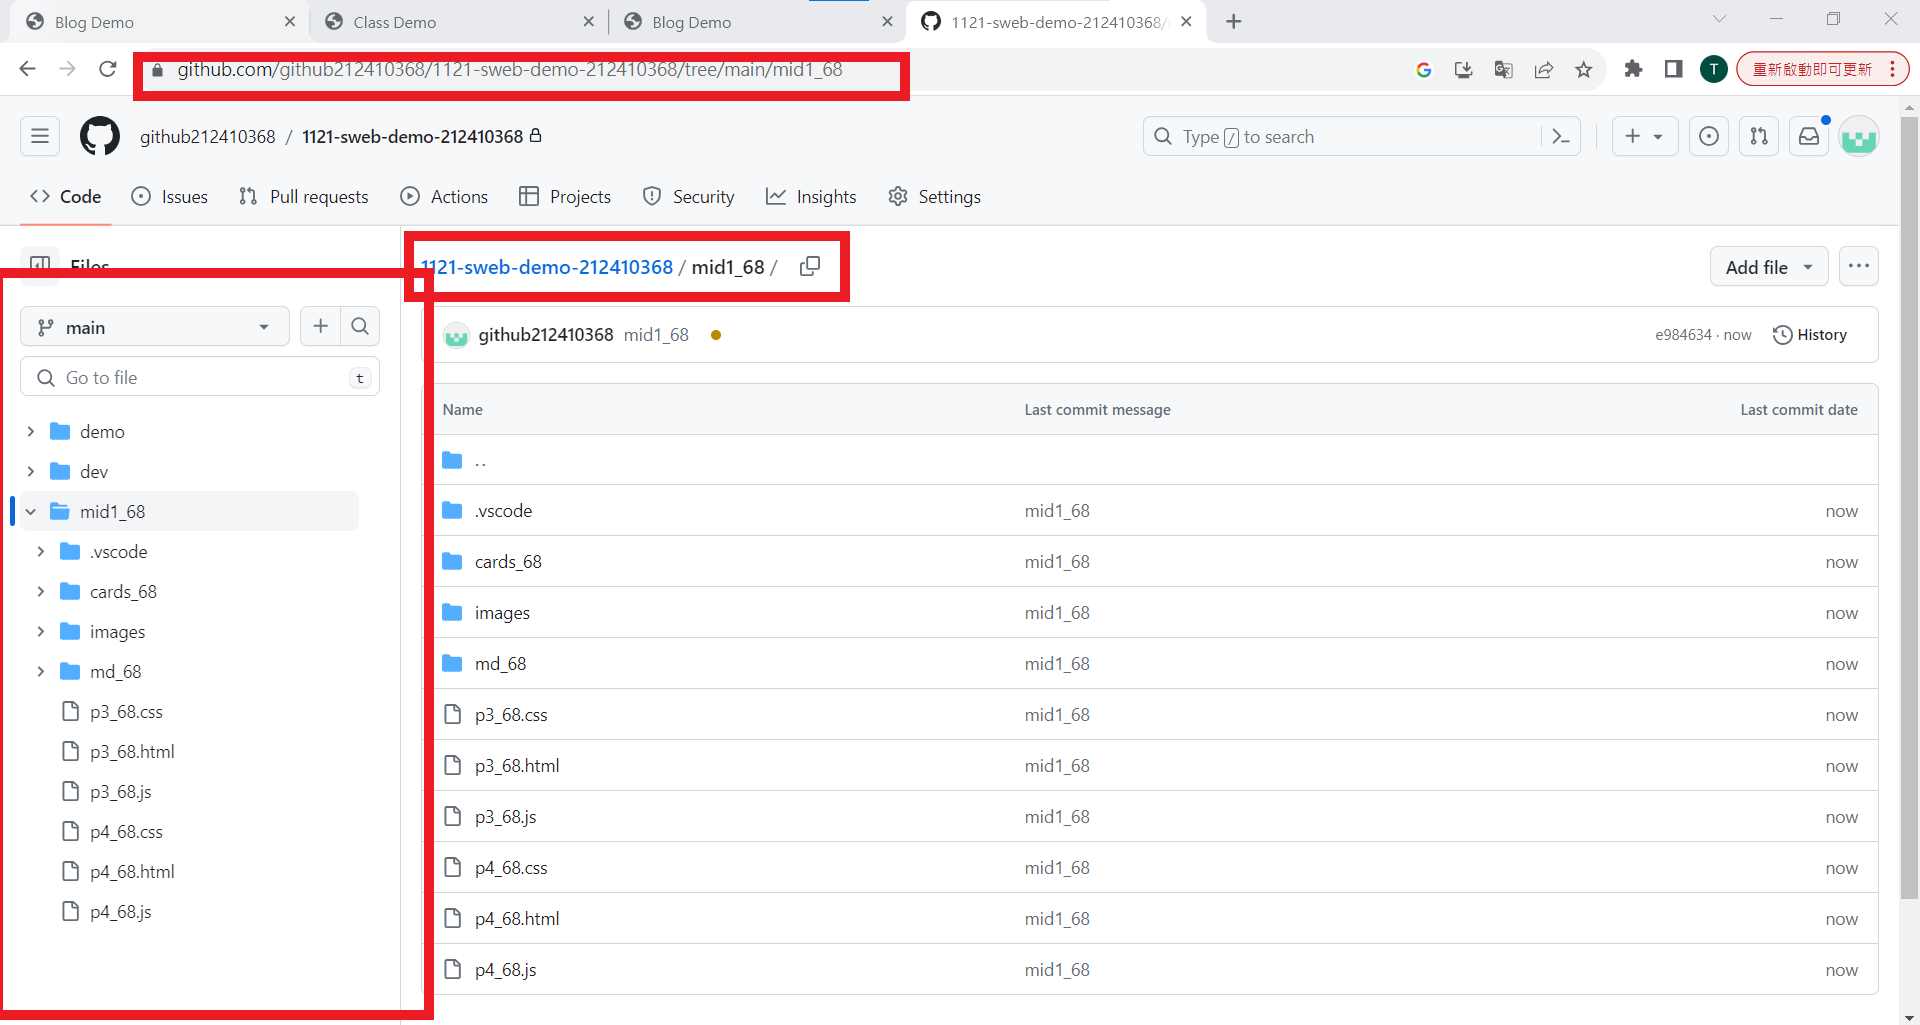 Blog Demo
Class Demo
Blog Demo
1121-sweb-demo-212410368/
github.com/github212410368/1121-sweb-demo-212410368/tree/main/mid1_68
T
重新啟動即可更新
github212410368 / 1121-sweb-demo-212410368
Type / to search
Code
Issues
Pull requests
Actions
Projects
Security
Insights
Settings
Files
main
Go to file
t
demo
dev
mid1_68
.vscode
cards_68
images
md_68
p3_68.css
p3_68.html
p3_68.js
p4_68.css
p4_68.html
p4_68.js
1121-sweb-demo-212410368 / mid1_68 /
Add file
github212410368 mid1_68
e984634 · now
History
Name Last commit message Last commit date
..
.vscode mid1_68 now
cards_68 mid1_68 now
images mid1_68 now
md_68 mid1_68 now
p3_68.css mid1_68 now
p3_68.html mid1_68 now
p3_68.js mid1_68 now
p4_68.css mid1_68 now
p4_68.html mid1_68 now
p4_68.js mid1_68 now